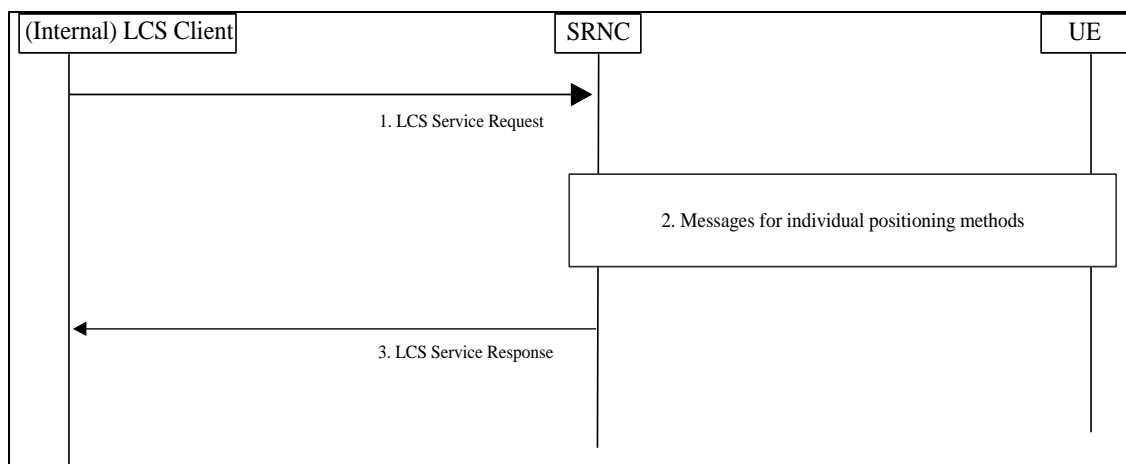 (Internal) LCS Client
SRNC
UE
1. LCS Service Request
2. Messages for individual positioning methods
3. LCS Service Response